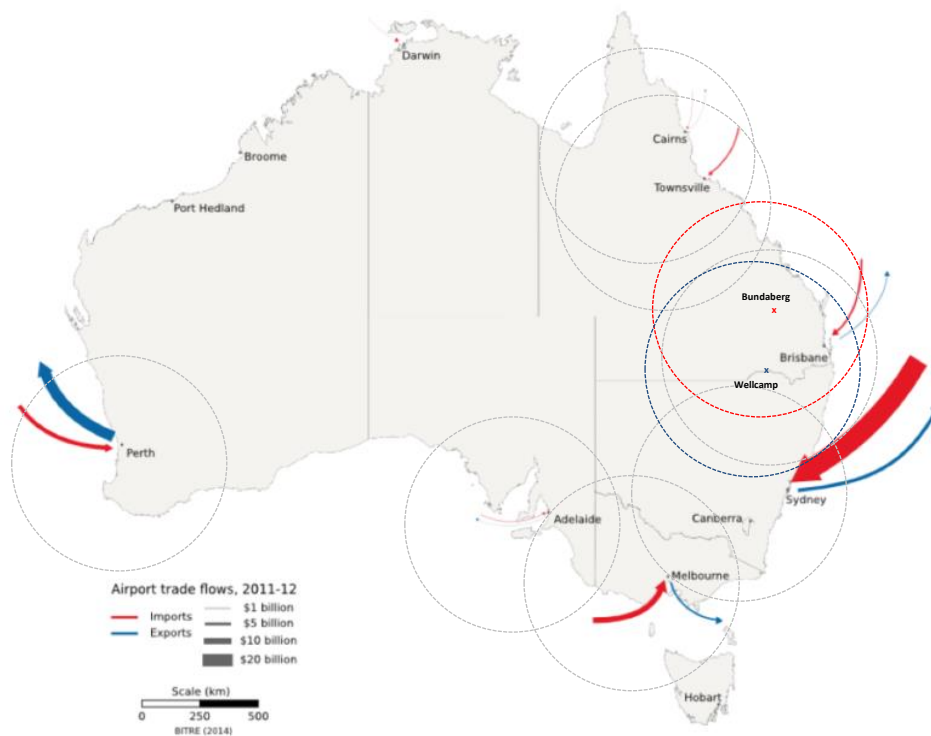 Darwin
Cairns
Broome
Townsville
Port Hedland
Bundaberg
x
Brisbane
x
Wellcamp
Perth
Sydney
Adelaide
Canberra
Melbourne
Airport trade flows, 2011-12
Imports
Exports
$1 billion
$5 billion
$10 billion
$20 billion
Hobart
Scale (km)
0 250 500
BITRE (2014)